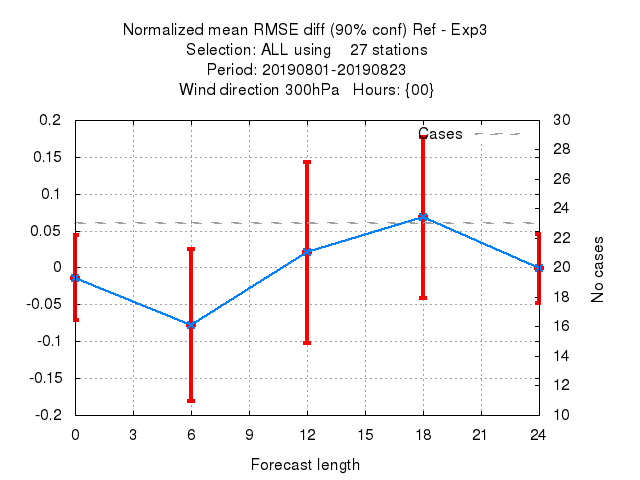 Normalized mean RMSE diff (90% conf) Ref - Exp3
Selection: ALL using    27 stations
Period: 20190801-20190823
Wind direction 300hPa   Hours: {00}
Cases
0.2
0.15
0.1
0.05
0
-0.05
-0.1
-0.15
-0.2
30
28
26
24
22
20
18
16
14
12
10
No cases
0 3 6 9 12 15 18 21 24
Forecast length